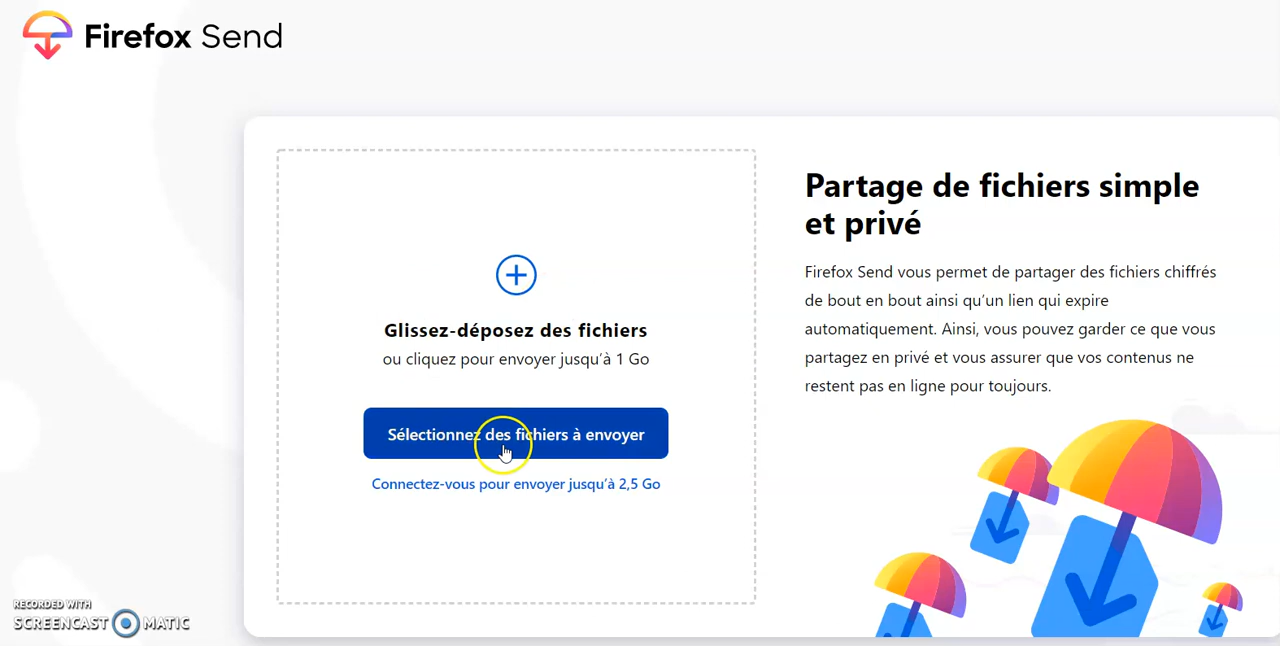 Firefox Send
Glissez-déposez des fichiers
ou cliquez pour envoyer jusqu'à 1 Go
Sélectionnez des fichiers à envoyer
Connectez-vous pour envoyer jusqu'à 2,5 Go
Partage de fichiers simple
et privé
Firefox Send vous permet de partager des fichiers chiffrés
de bout en bout ainsi qu'un lien qui expire
automatiquement. Ainsi, vous pouvez garder ce que vous
partagez en privé et vous assurer que vos contenus ne
restent pas en ligne pour toujours.
RECORDED WITH
SCREENCAST MATIC